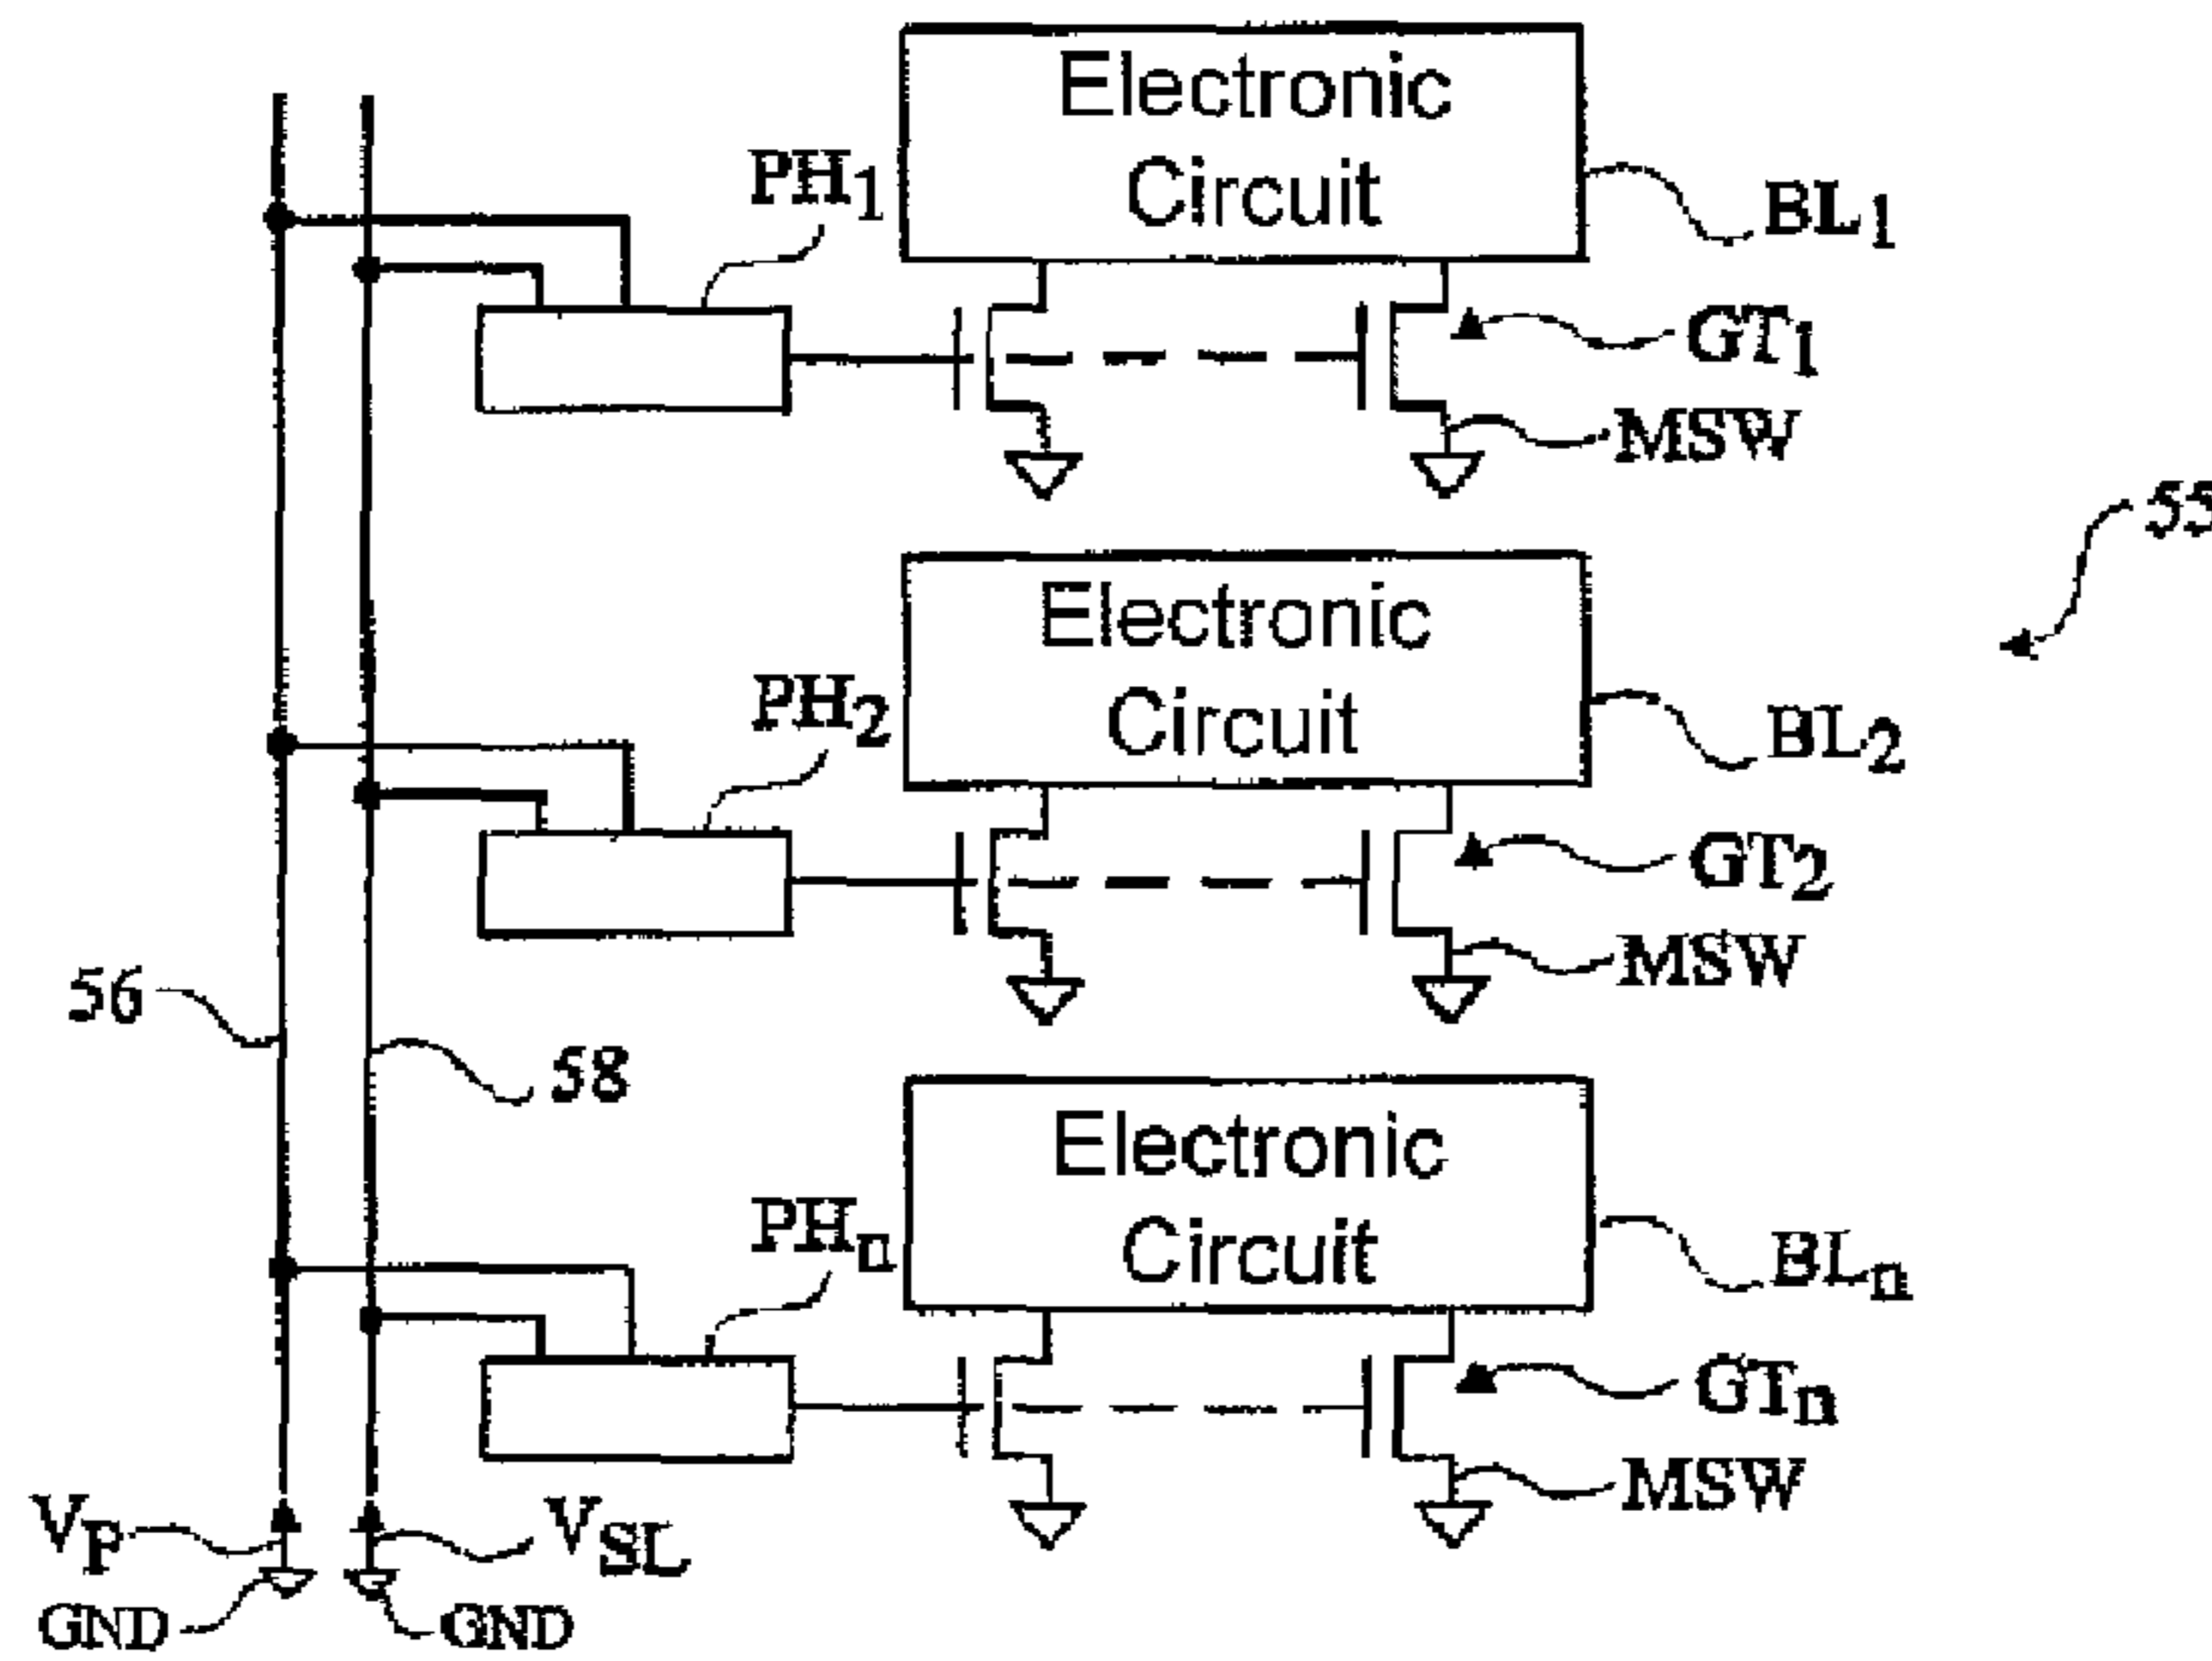 Electronic
Circuit
PH1
BL1
GT1
MSW
55
Electronic
Circuit
PH2
BL2
GT2
MSW
56
58
Electronic
Circuit
PHn
BLn
GTn
MSW
VP
VSL
GND
GND